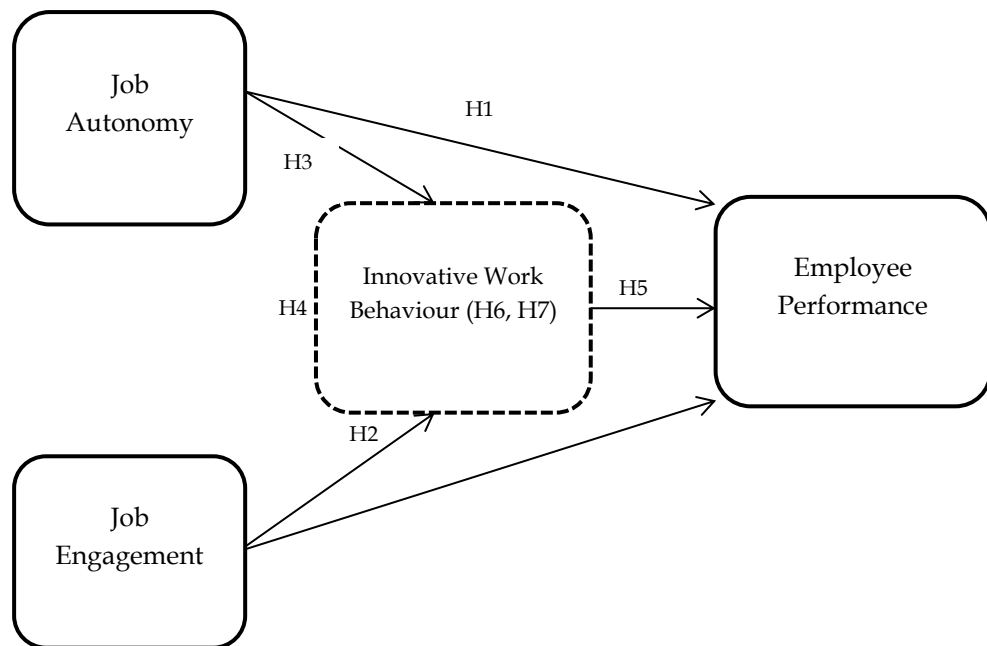 Job
Autonomy
H1
H3
Innovative Work
Behaviour (H6, H7)
H4
H5
Employee
Performance
H2
Job
Engagement